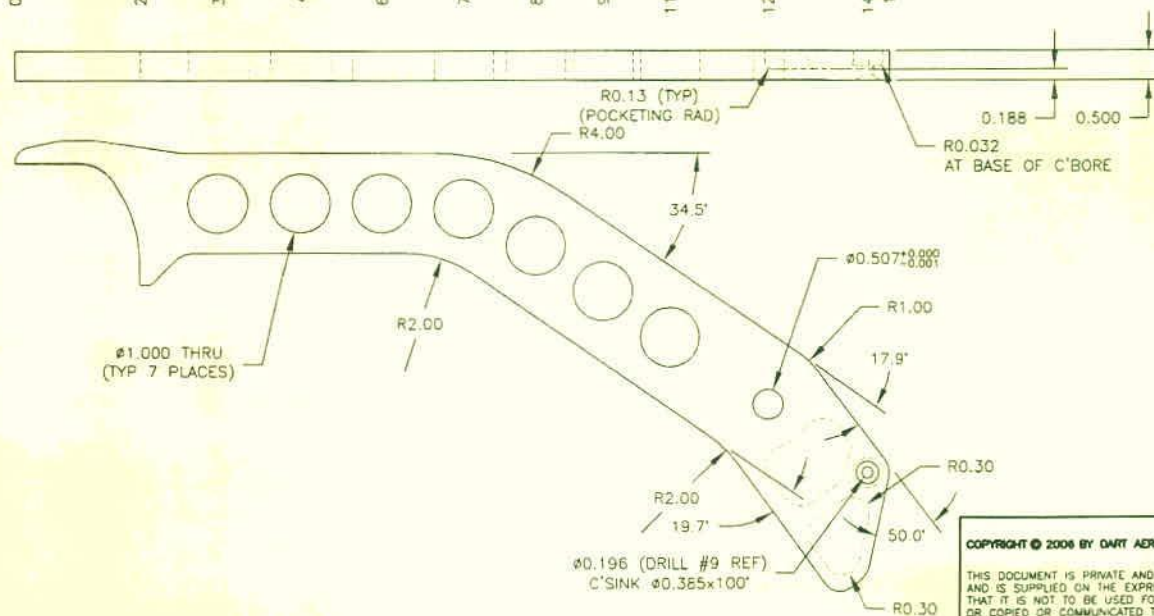 0
2
3
R0.13 (TYP)
(POCKETING RAD)
R4.00
0.188
0.500
R0.032
AT BASE OF C'BORE
34.5°
ø0.507 +0.000 -0.001
R1.00
R2.00
ø1.000 THRU
(TYP 7 PLACES)
17.9°
R0.30
R2.00
19.7°
50.0°
ø0.196 (DRILL #9 REF)
C'SINK ø0.385x100°
R0.30
COPYRIGHT © 2006 BY DART AER
THIS DOCUMENT IS PRIVATE AND
AND IS SUPPLIED ON THE EXPRE
THAT IT IS NOT TO BE USED FO
OR COPIED OR COMMUNICATED T